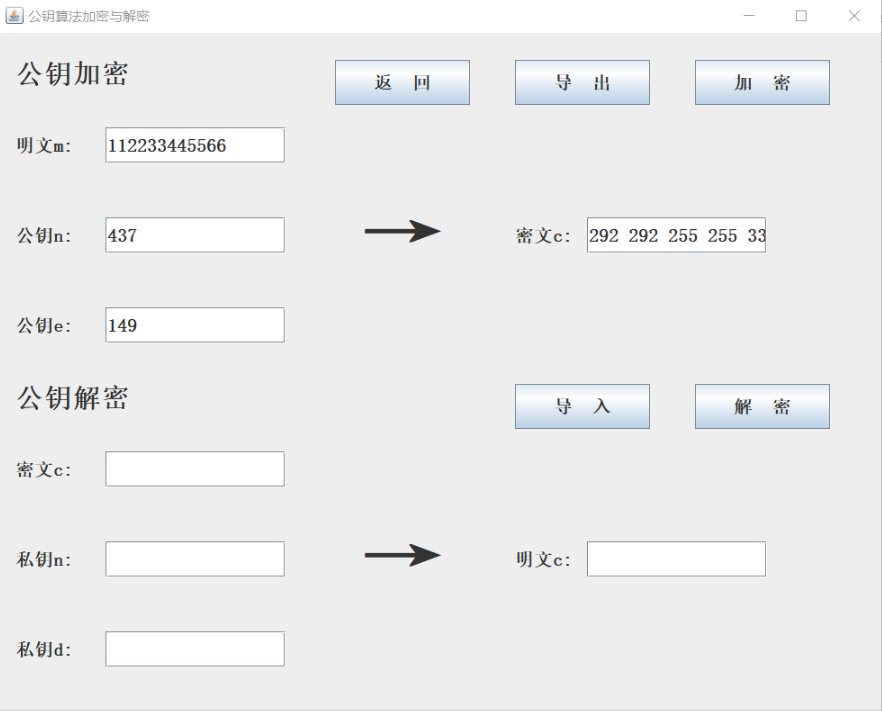 公钥算法加密与解密
公钥加密 返 回 导 出 加 密
明文m: 112233445566
公钥n: 437 密文c: 292 292 255 255 33
公钥e: 149
公钥解密 导 入 解 密
密文c:
私钥n: 明文c:
私钥d: